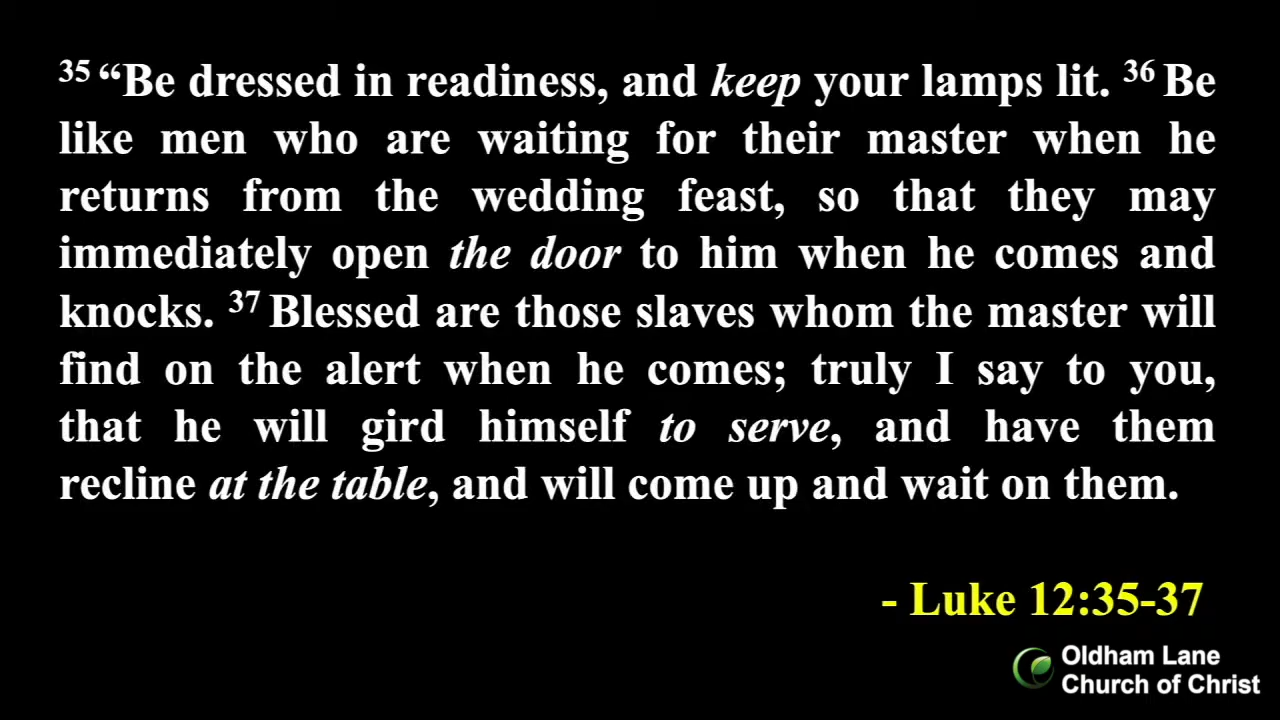 35 “Be dressed in readiness, and keep your lamps lit. 36 Be
like men who are waiting for their master when he
returns from the wedding feast, so that they may
immediately open the door to him when he comes and
knocks. 37 Blessed are those slaves whom the master will
find on the alert when he comes; truly I say to you,
that he will gird himself to serve, and have them
recline at the table, and will come up and wait on them.
- Luke 12:35-37
Oldham Lane
Church of Christ